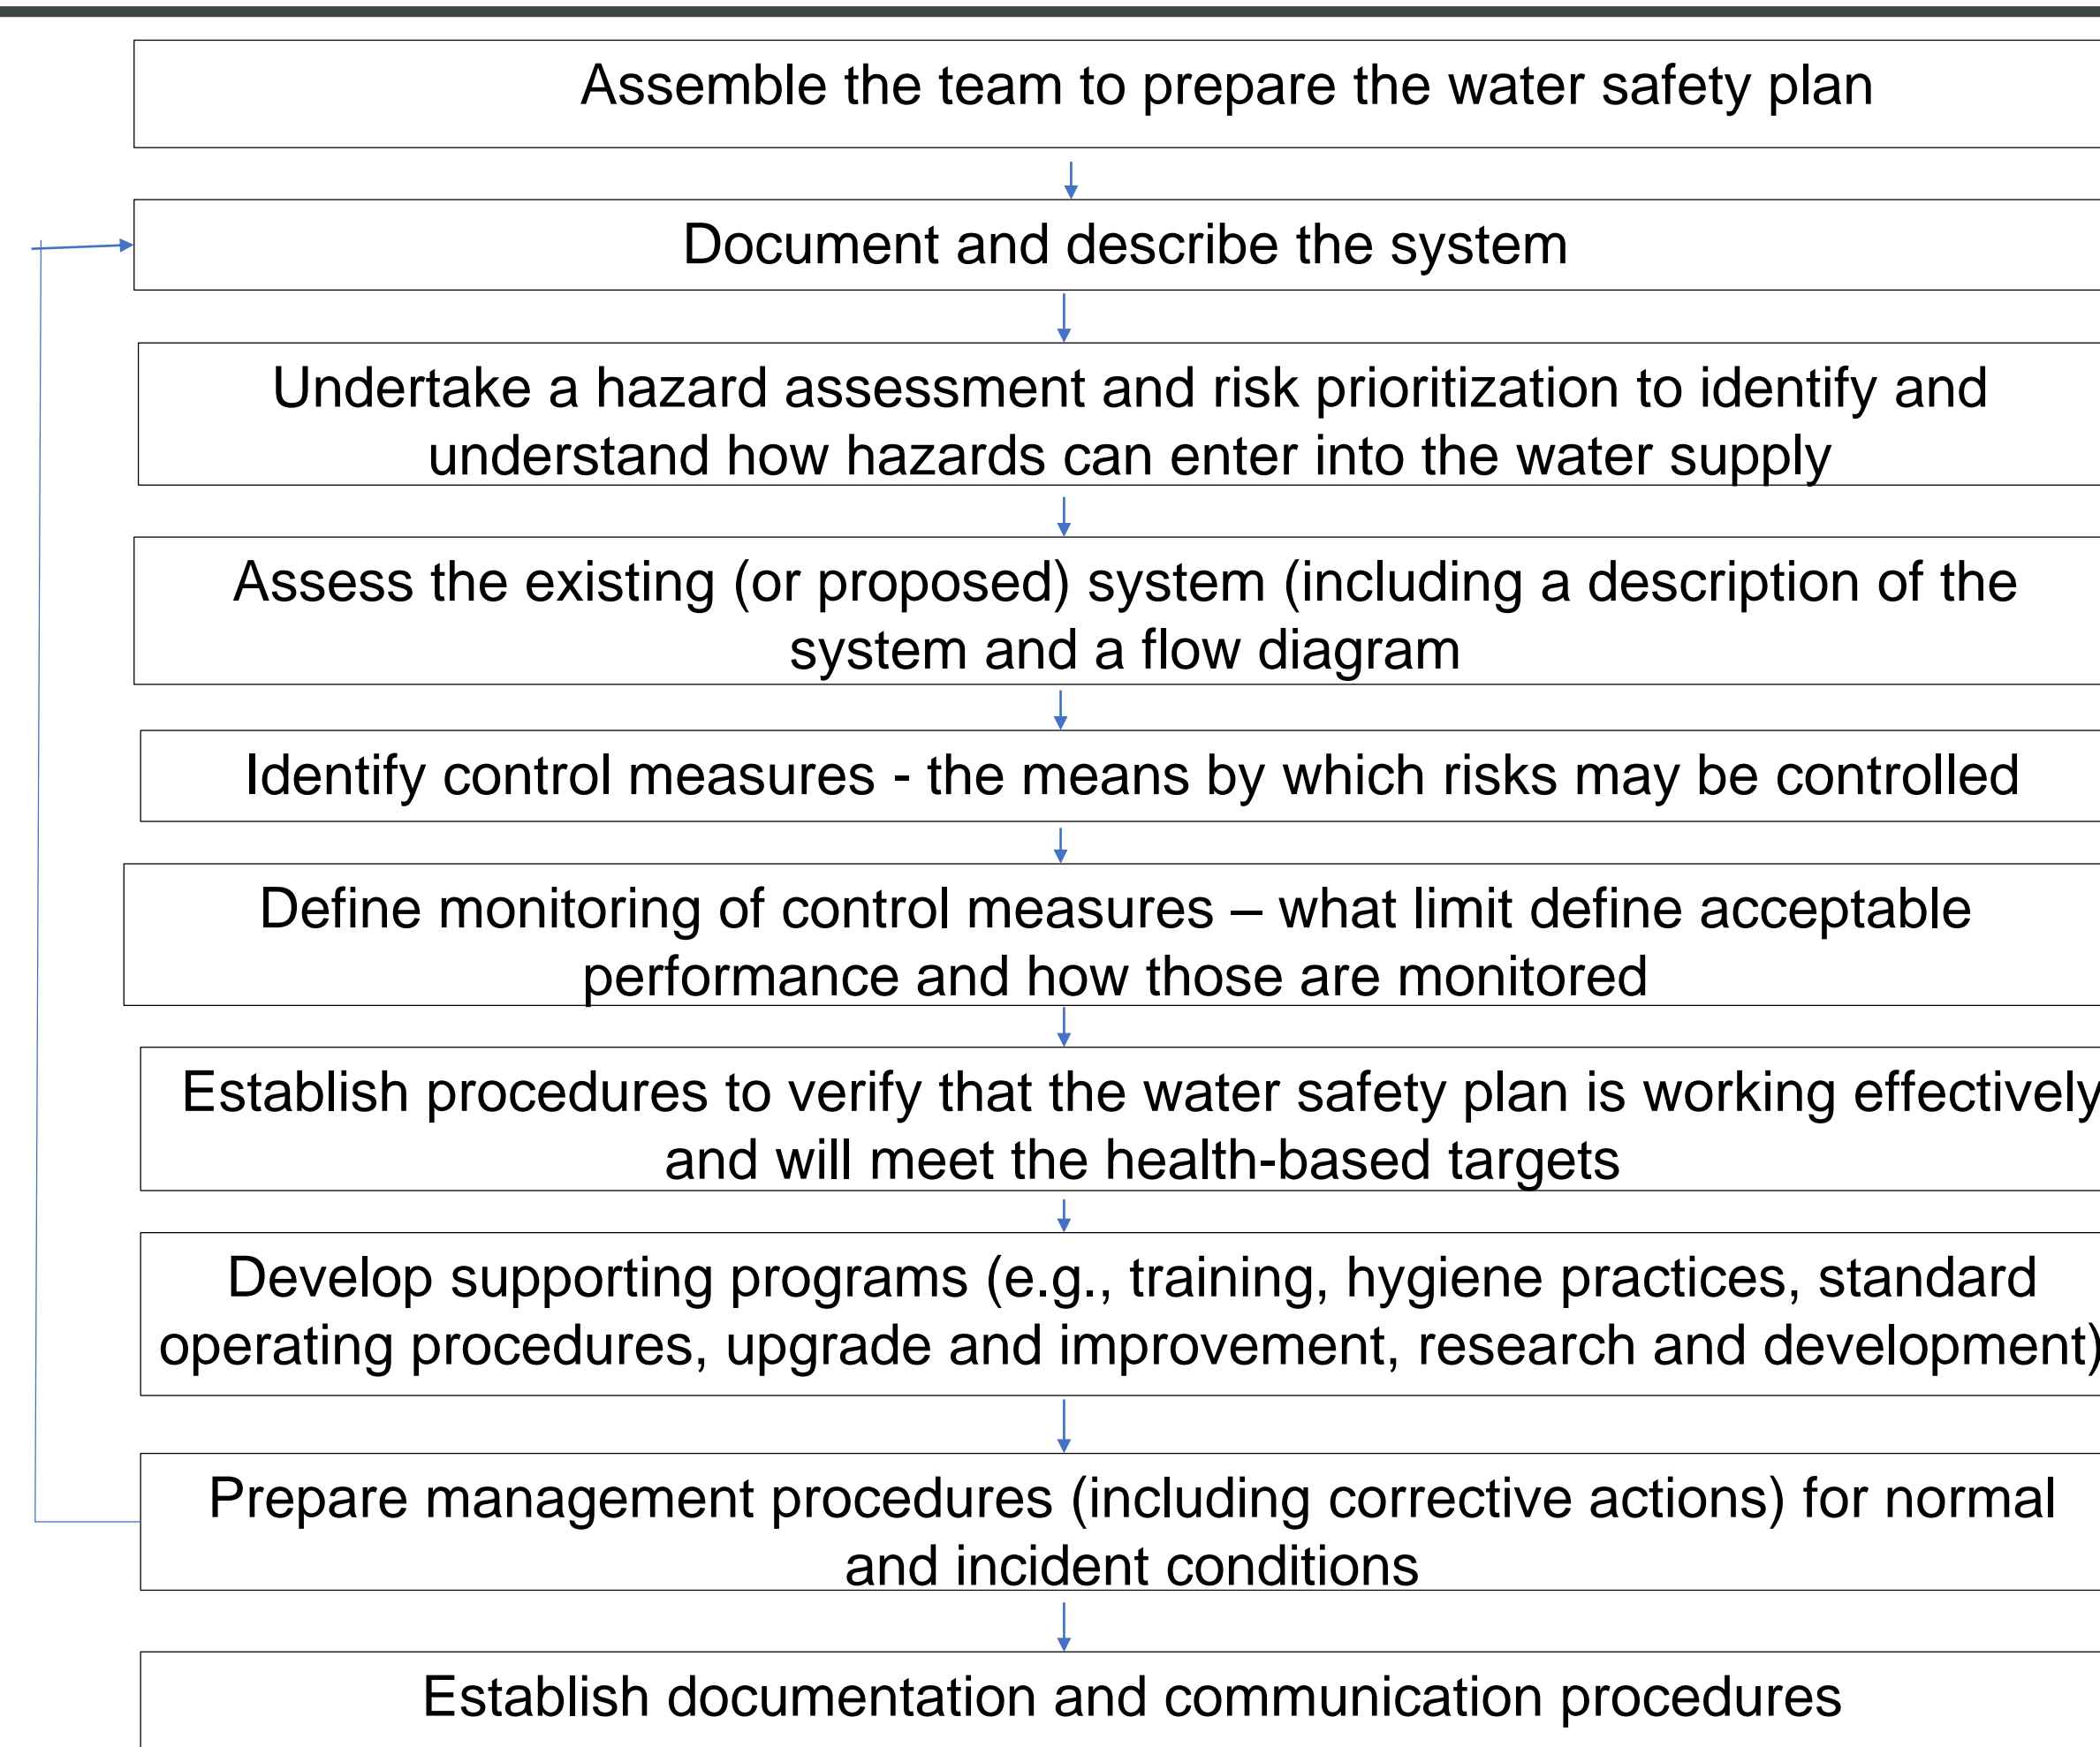 Assemble the team to prepare the water safety plan
Document and describe the system
Undertake a hazard assessment and risk prioritization to identify and
understand how hazards can enter into the water supply
Assess the existing (or proposed) system (including a description of the
system and a flow diagram
Identify control measures - the means by which risks may be controlled
Define monitoring of control measures – what limit define acceptable
performance and how those are monitored
Establish procedures to verify that the water safety plan is working effectively
and will meet the health-based targets
Develop supporting programs (e.g., training, hygiene practices, standard
operating procedures, upgrade and improvement, research and development)
Prepare management procedures (including corrective actions) for normal
and incident conditions
Establish documentation and communication procedures